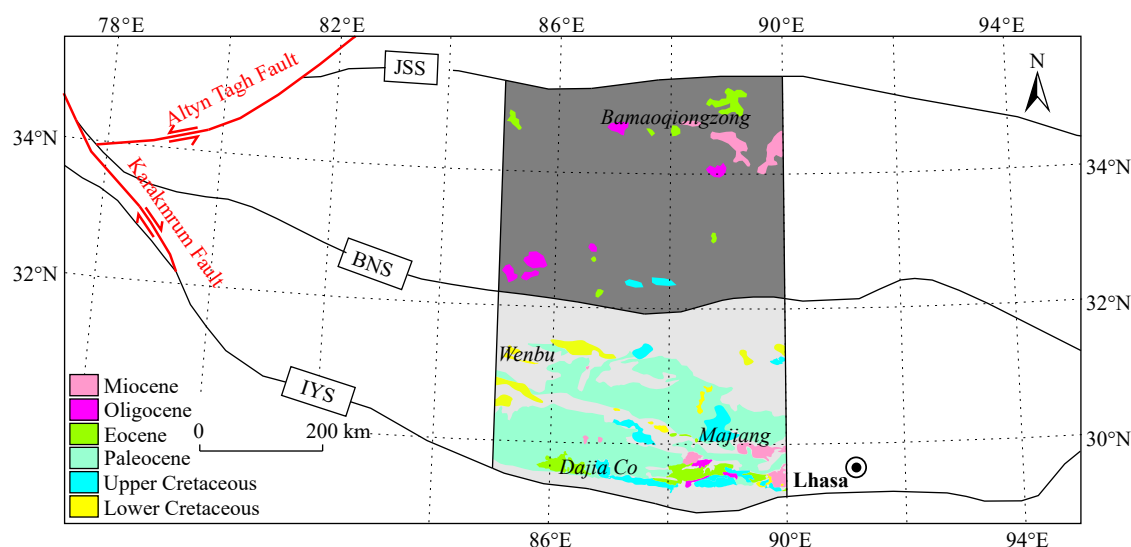 78°E 82°E 86°E 90°E 94°E
N
JSS
Altyn Tagh Fault
Bamaoqiongzong
34°N
34°N
Karakmrum Fault
BNS
32°N
32°N
Wenbu
IYS
Miocene
Oligocene
0 200 km
Eocene
Majiang
30°N
Paleocene
Dajia Co
Lhasa
Upper Cretaceous
Lower Cretaceous
86°E 90°E 94°E